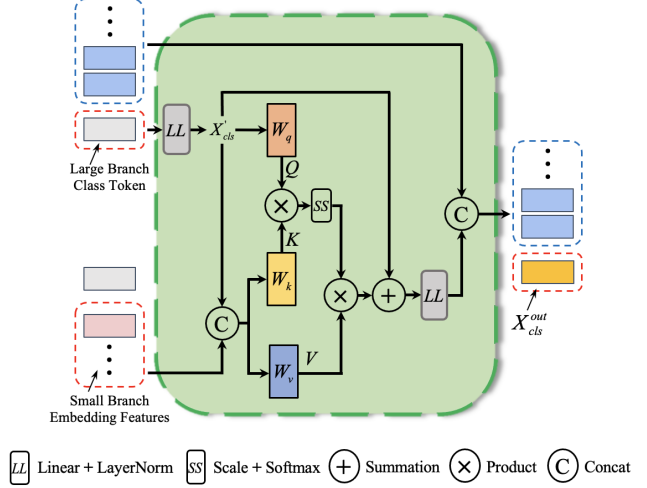 LL
X'cls
Wq
Q
SS
C
Large Branch
Class Token
K
Wk
LL
C
V
Wv
X^out_cls
Small Branch
Embedding Features
LL Linear + LayerNorm SS Scale + Softmax + Summation × Product C Concat